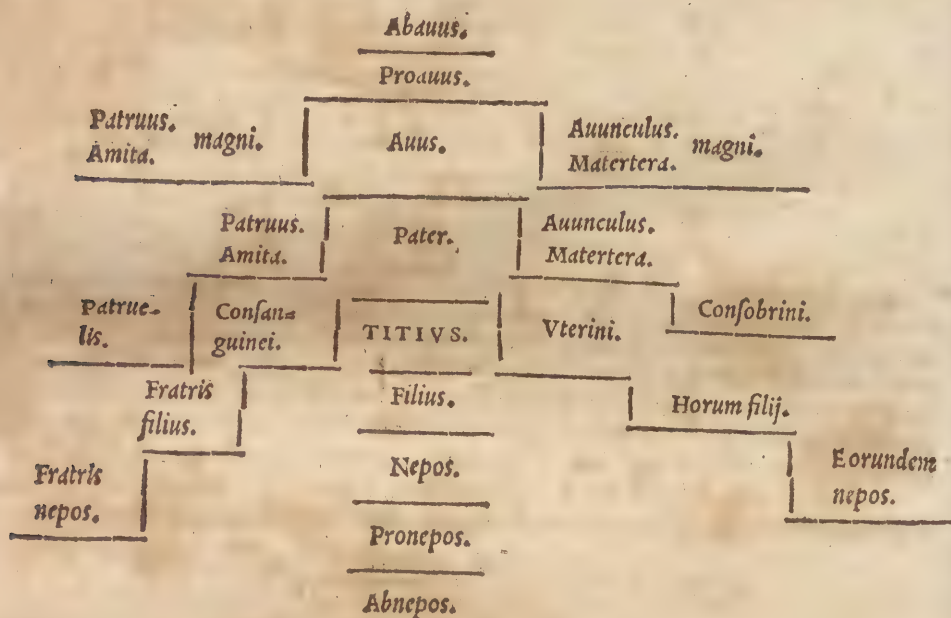 Abauus.
Proauus.
Patruus.
Amita. magni.
Auus.
Auunculus.
Matertera. magni.
Patruus.
Amita.
Pater.
Auunculus.
Matertera.
Patrue-
lis.
Conſan-
guinei.
TITIVS.
Vterini.
Conſobrini.
Fratris
filius.
Filius.
Horum filij.
Fratris
nepos.
Nepos.
Eorundem
nepos.
Pronepos.
Abnepos.